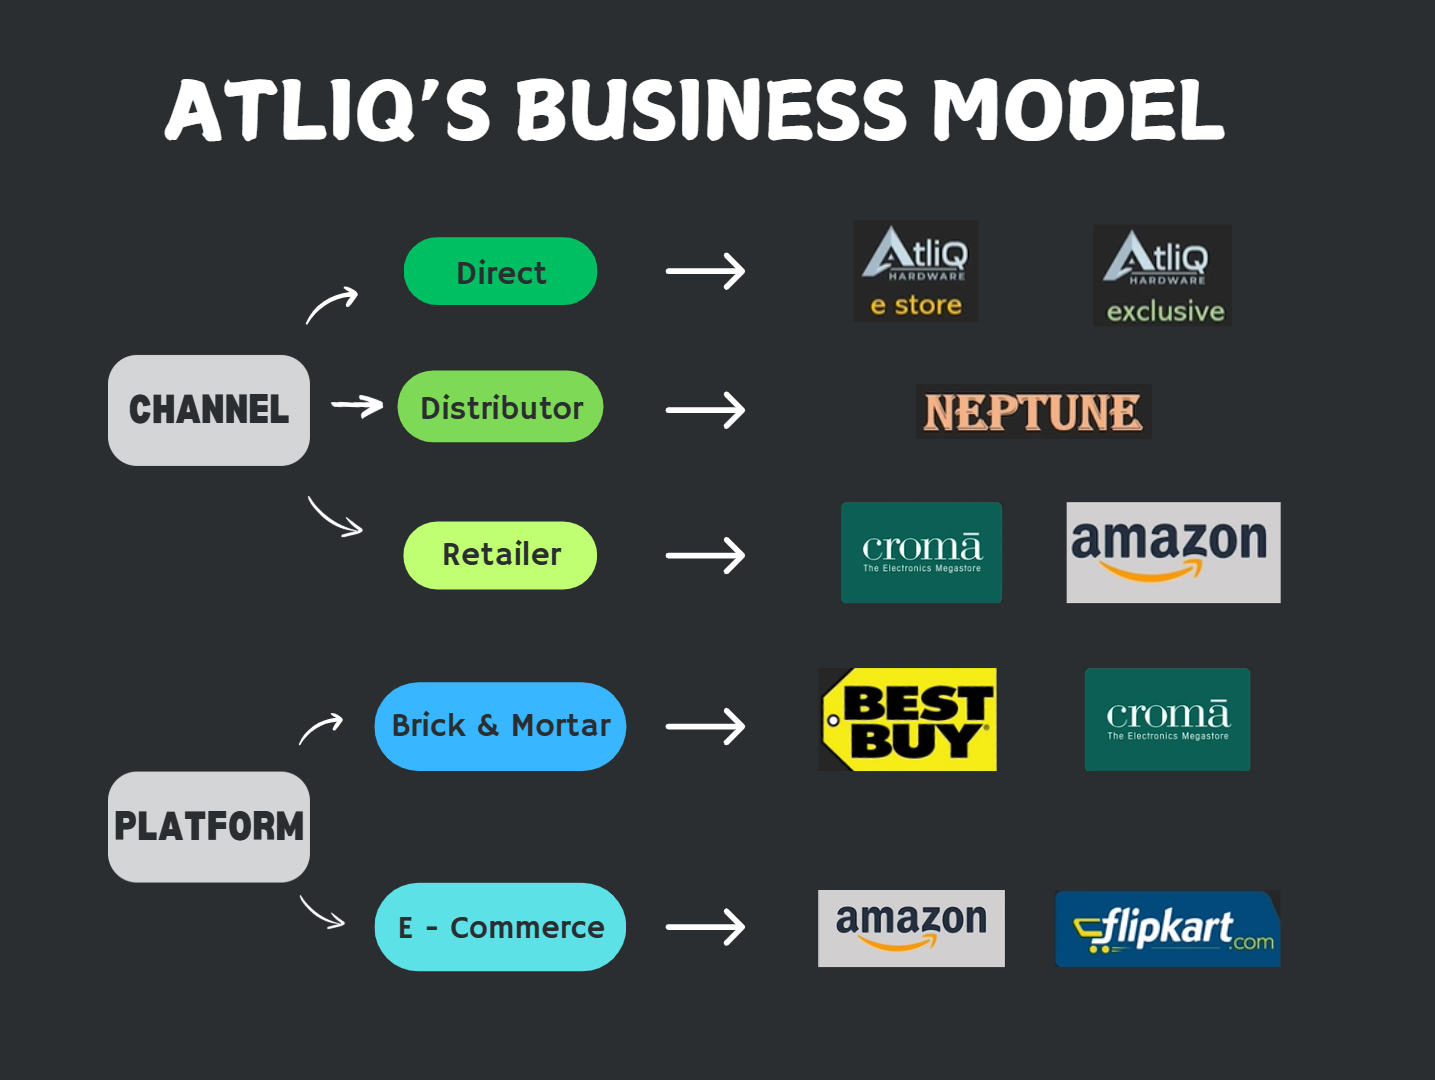 ATLIQ’S BUSINESS MODEL
CHANNEL
Direct
AtliQ
HARDWARE
e store
AtliQ
HARDWARE
exclusive
Distributor
NEPTUNE
Retailer
cromā
The Electronics Megastore
amazon
PLATFORM
Brick & Mortar
BEST
BUY
cromā
The Electronics Megastore
E - Commerce
amazon
flipkart.com